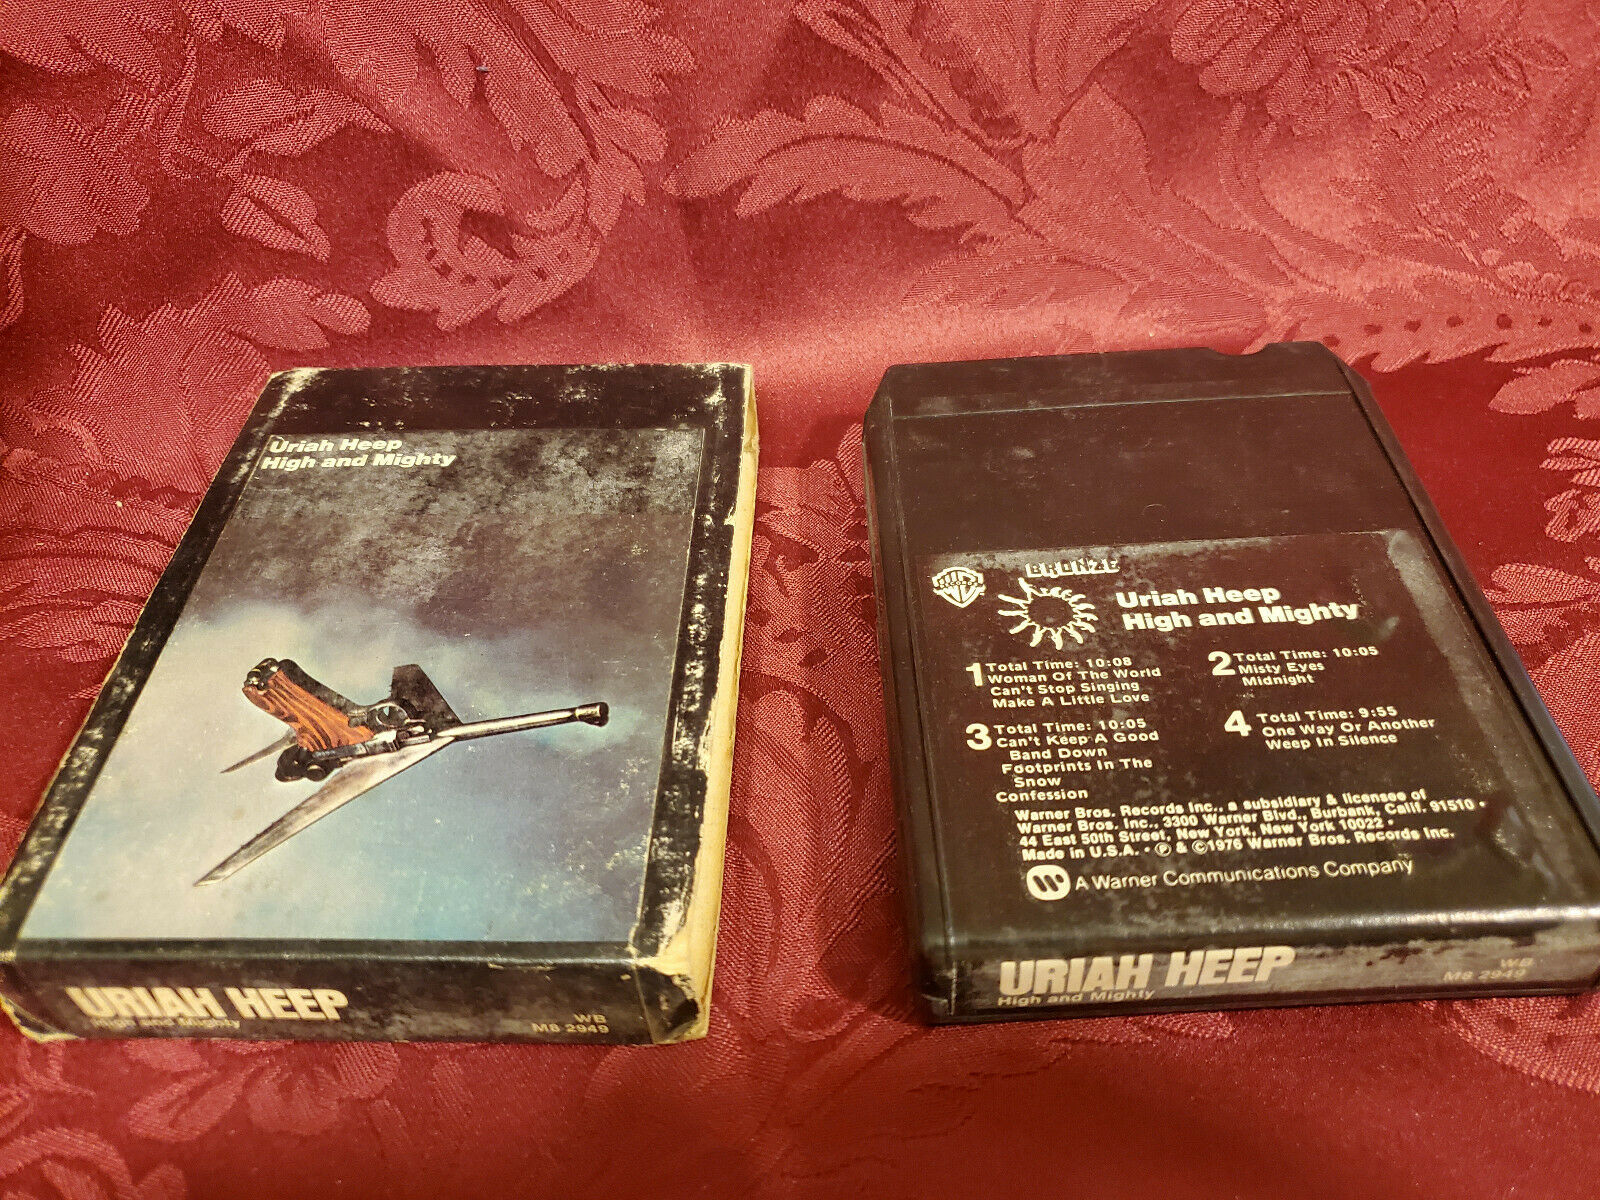 Uriah Heep
High and Mighty
URIAH HEEP
High and Mighty
WB
M8 2949
BRONZE
Uriah Heep
High and Mighty
1 Total Time: 10:08
Woman Of The World
Can't Stop Singing
Make A Little Love
2 Total Time: 10:05
Misty Eyes
Midnight
3 Total Time: 10:05
Can't Keep A Good
Band Down
Footprints In The
Snow
Confession
4 Total Time: 9:55
One Way Or Another
Weep In Silence
Warner Bros. Records Inc., a subsidiary & licensee of
Warner Bros. Inc., 3300 Warner Blvd., Burbank, Calif. 91510 •
44 East 50th Street, New York, New York 10022 •
Made in U.S.A. • ℗ & ©1976 Warner Bros. Records Inc.
A Warner Communications Company
URIAH HEEP
High and Mighty
WB
M8 2949